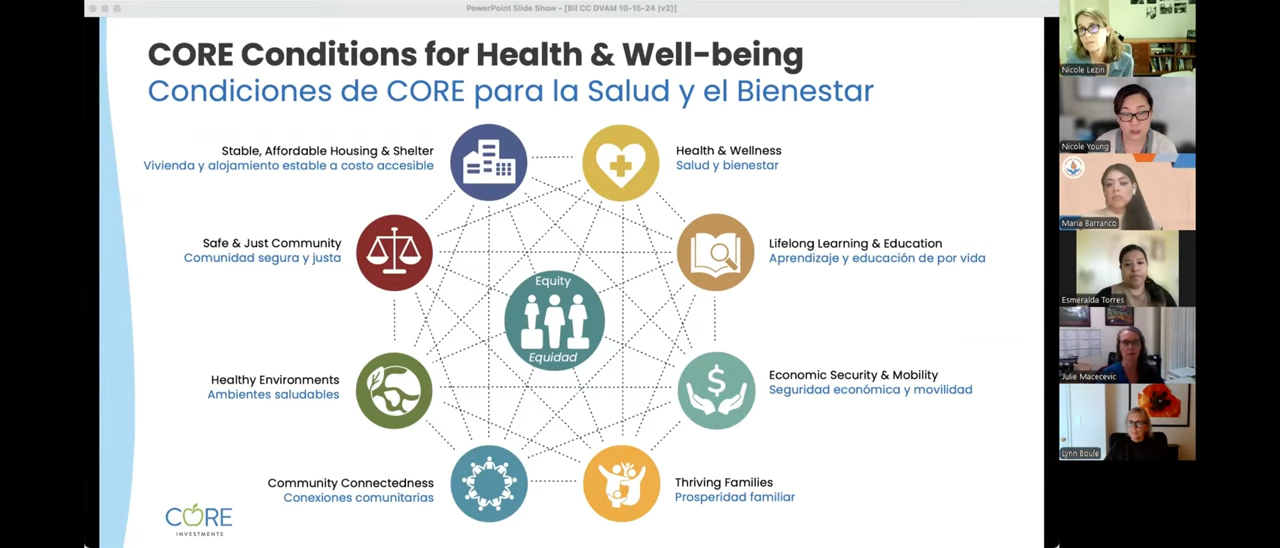 PowerPoint Slide Show - [Bil CC DVAM 10-15-24 (v2)]
CORE Conditions for Health & Well-being
Condiciones de CORE para la Salud y el Bienestar
Stable, Affordable Housing & Shelter
Vivienda y alojamiento estable a costo accesible
Health & Wellness
Salud y bienestar
Safe & Just Community
Comunidad segura y justa
Lifelong Learning & Education
Aprendizaje y educación de por vida
Equity
Equidad
Healthy Environments
Ambientes saludables
Economic Security & Mobility
Seguridad económica y movilidad
Community Connectedness
Conexiones comunitarias
Thriving Families
Prosperidad familiar
CORE
INVESTMENTS
Nicole Lezin
Nicole Young
Maria Barranco
Esmeralda Torres
Julie Macecevic
Lynn Boule